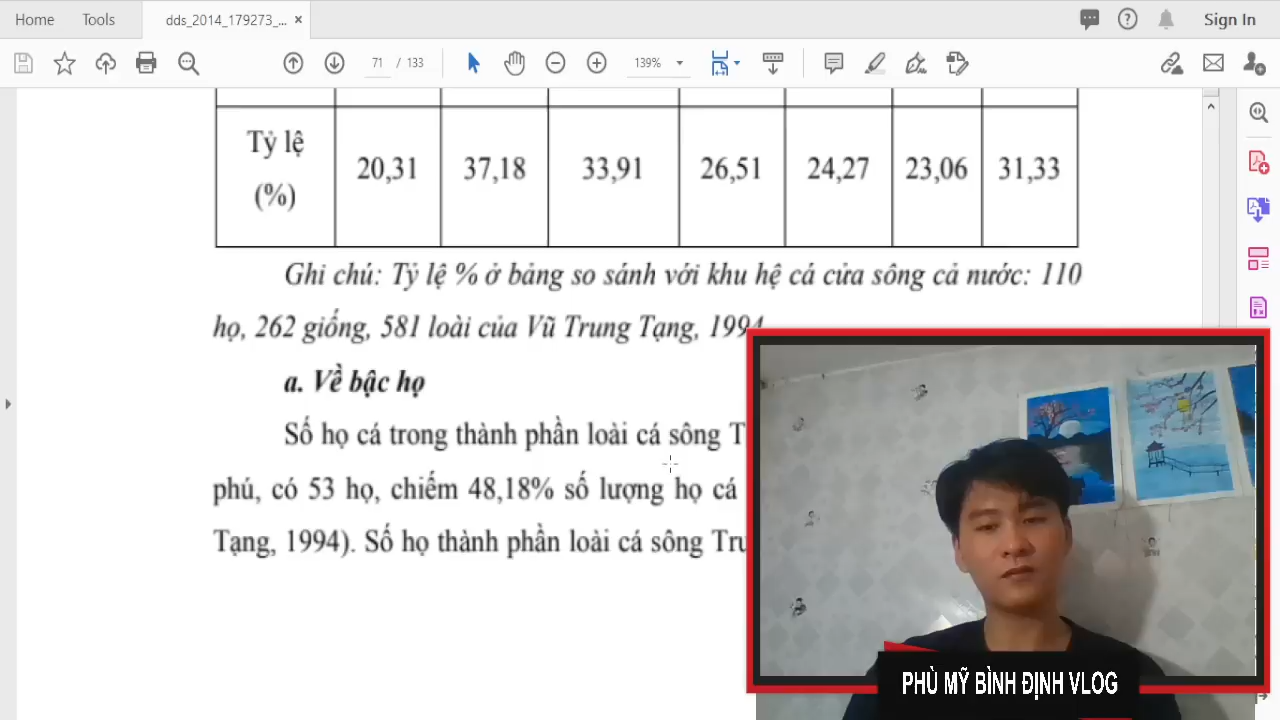 Home Tools dds_2014_179273_... ×
Sign In
71 / 133
139%
Tỷ lệ (%) 20,31 37,18 33,91 26,51 24,27 23,06 31,33
Ghi chú: Tỷ lệ % ở bảng so sánh với khu hệ cá cửa sông cả nước: 110
họ, 262 giống, 581 loài của Vũ Trung Tạng, 1994
a. Về bậc họ
Số họ cá trong thành phần loài cá sông
phú, có 53 họ, chiếm 48,18% số lượng họ cá
Tạng, 1994). Số họ thành phần loài cá sông
PHÙ MỸ BÌNH ĐỊNH VLOG